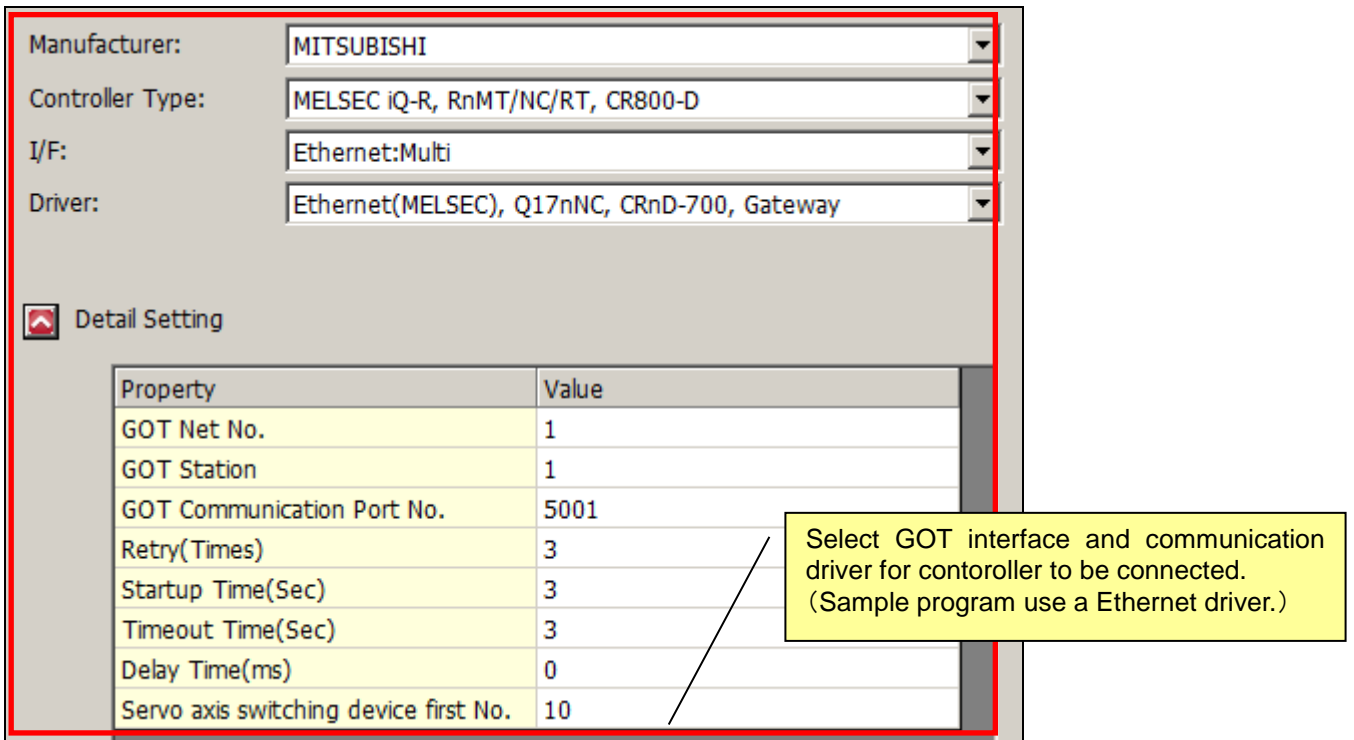 Manufacturer: MITSUBISHI
Controller Type: MELSEC iQ-R, RnMT/NC/RT, CR800-D
I/F: Ethernet:Multi
Driver: Ethernet(MELSEC), Q17nNC, CRnD-700, Gateway
Detail Setting
Property Value
GOT Net No. 1
GOT Station 1
GOT Communication Port No. 5001
Retry(Times) 3
Startup Time(Sec) 3
Timeout Time(Sec) 3
Delay Time(ms) 0
Servo axis switching device first No. 10
Select GOT interface and communication
driver for contoroller to be connected.
（Sample program use a Ethernet driver.）